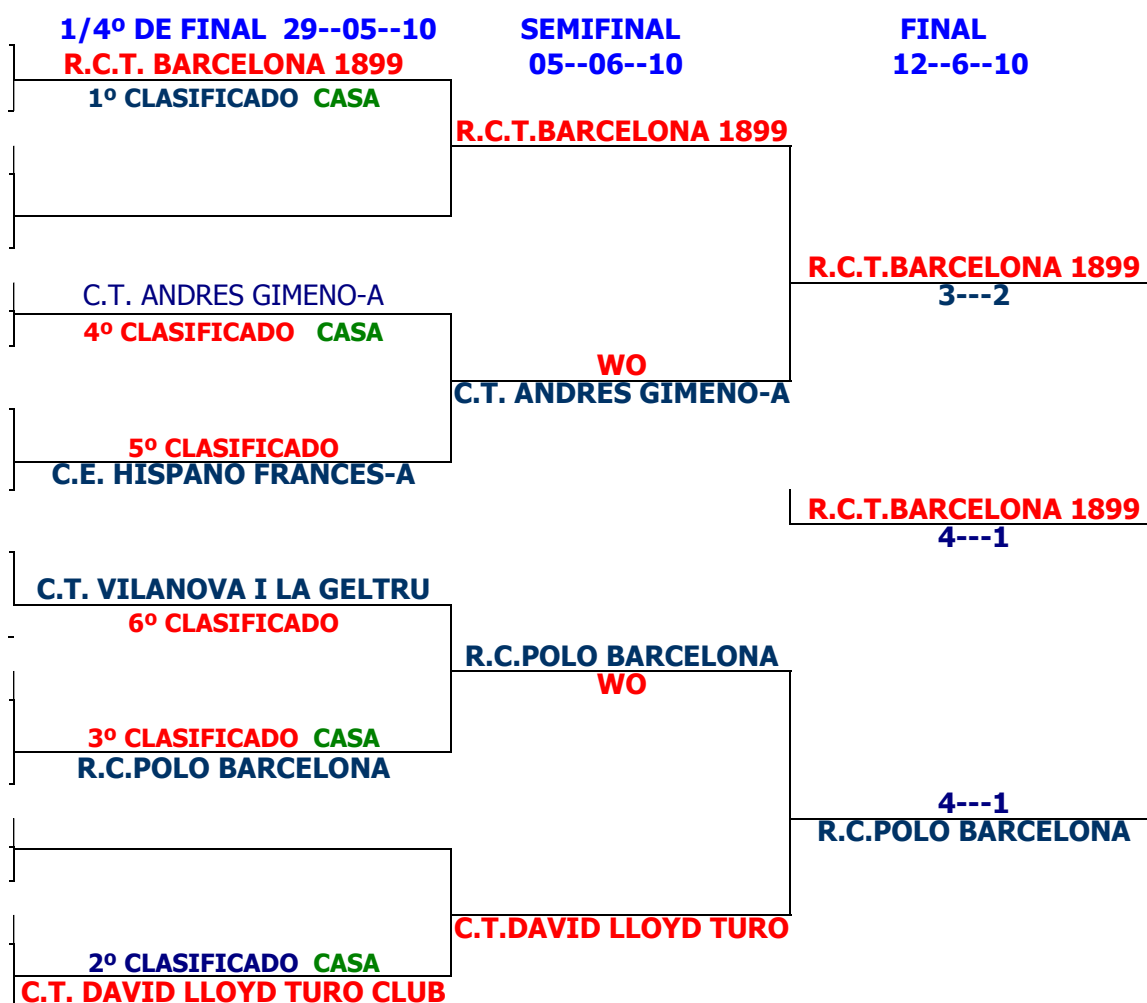 1/4º DE FINAL 29--05--10
SEMIFINAL
FINAL
R.C.T. BARCELONA 1899
05--06--10
12--6--10
1º CLASIFICADO CASA
R.C.T.BARCELONA 1899
R.C.T.BARCELONA 1899
3---2
C.T. ANDRES GIMENO-A
4º CLASIFICADO CASA
WO
C.T. ANDRES GIMENO-A
5º CLASIFICADO
C.E. HISPANO FRANCES-A
R.C.T.BARCELONA 1899
4---1
C.T. VILANOVA I LA GELTRU
6º CLASIFICADO
R.C.POLO BARCELONA
WO
3º CLASIFICADO CASA
R.C.POLO BARCELONA
4---1
R.C.POLO BARCELONA
C.T.DAVID LLOYD TURO
2º CLASIFICADO CASA
C.T. DAVID LLOYD TURO CLUB